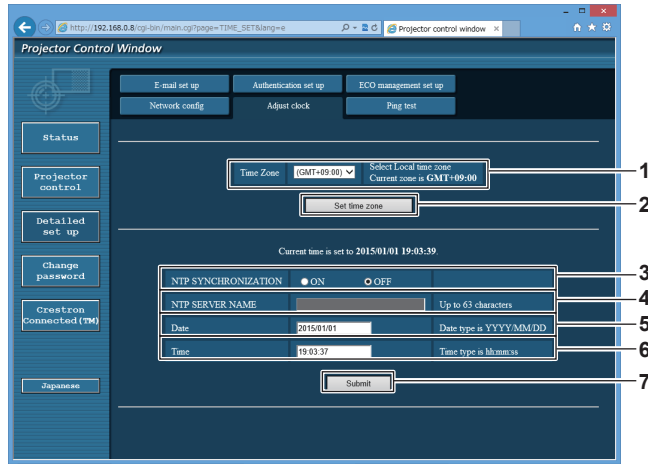 http://192.168.0.8/cgi-bin/main.cgi?page=TIME_SET&lang=e
Projector control window
Projector Control Window
E-mail set up
Authentication set up
ECO management set up
Network config
Adjust clock
Ping test
Status
Projector
control
Detailed
set up
Change
password
Crestron
Connected(TM)
Japanese
Time Zone
(GMT+09:00)
Select Local time zone
Current zone is GMT+09:00
1
Set time zone
2
Current time is set to 2015/01/01 19:03:39.
NTP SYNCHRONIZATION ON OFF
3
NTP SERVER NAME Up to 63 characters
4
Date 2015/01/01 Date type is YYYY/MM/DD
5
Time 19:03:37 Time type is hh:mm:ss
6
Submit
7